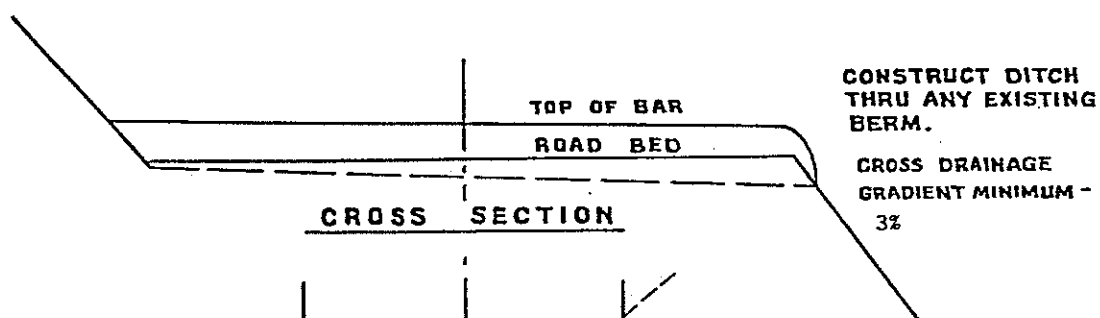 TOP OF BAR
ROAD BED
CROSS SECTION
CONSTRUCT DITCH
THRU ANY EXISTING
BERM.
CROSS DRAINAGE
GRADIENT MINIMUM -
3%